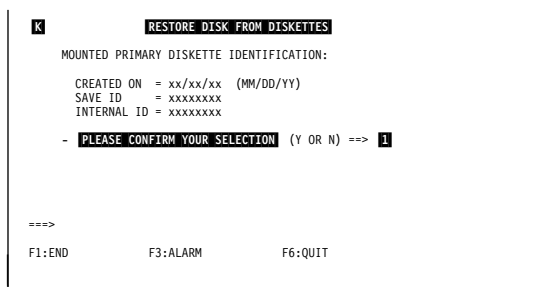 K RESTORE DISK FROM DISKETTES
MOUNTED PRIMARY DISKETTE IDENTIFICATION:
CREATED ON = xx/xx/xx (MM/DD/YY)
SAVE ID = xxxxxxxx
INTERNAL ID = xxxxxxxx
- PLEASE CONFIRM YOUR SELECTION (Y OR N) ==> 1
===>
F1:END F3:ALARM F6:QUIT